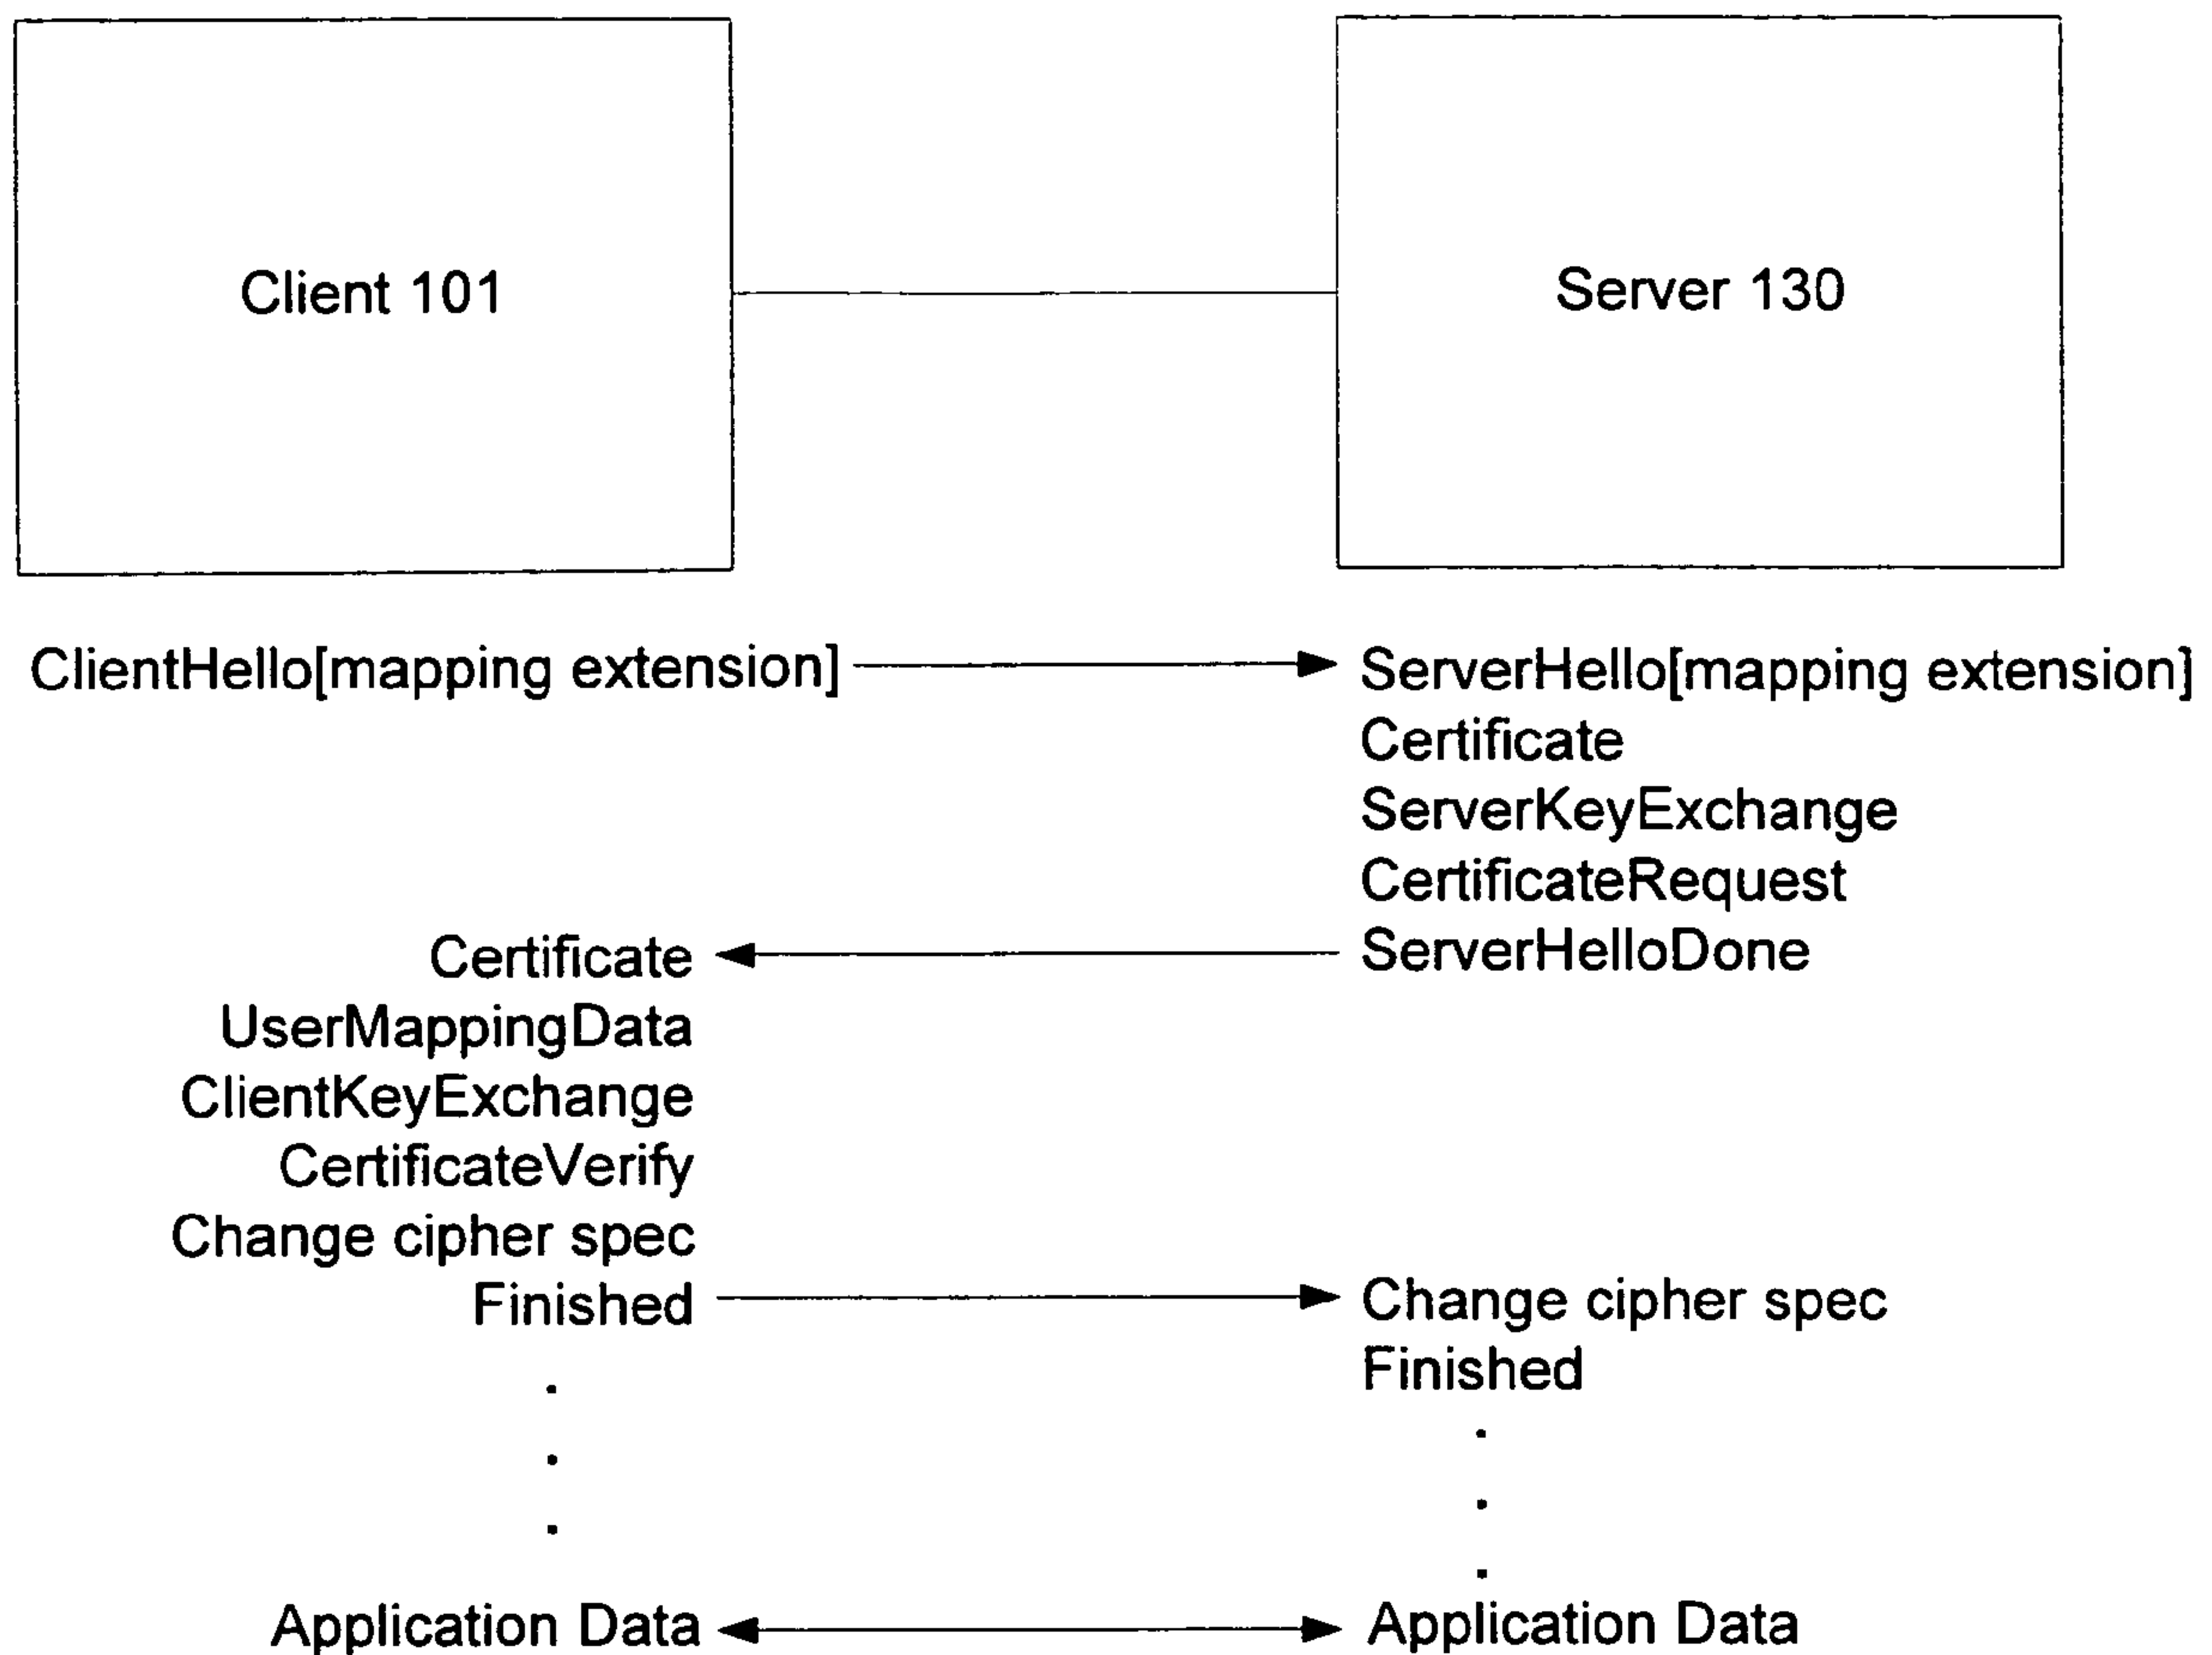 Client 101
Server 130
ClientHello[mapping extension]
ServerHello[mapping extension]
Certificate
ServerKeyExchange
CertificateRequest
ServerHelloDone
Certificate
UserMappingData
ClientKeyExchange
CertificateVerify
Change cipher spec
Finished
Change cipher spec
Finished
Application Data
Application Data